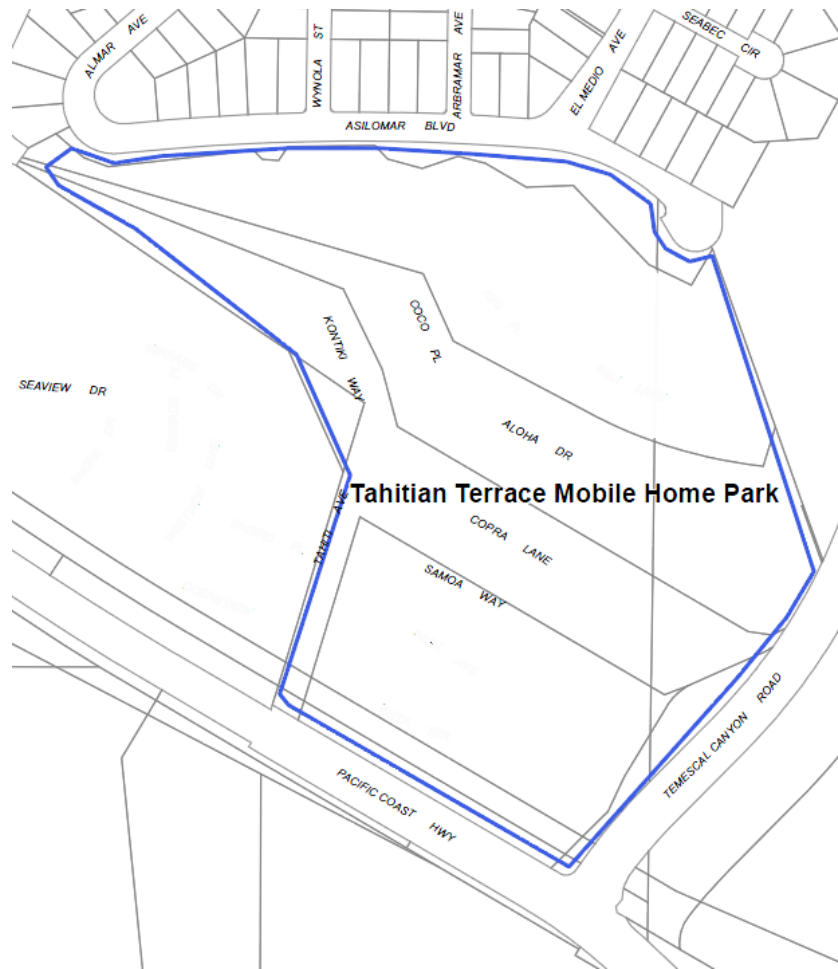 SEABEC CIR
ALMAR AVE
WYNOLA ST
ARBRAMAR AVE
EL MEDIO AVE
ASILOMAR BLVD
COCO PL
KONTIKI WAY
SEAVIEW DR
ALOHA DR
Tahitian Terrace Mobile Home Park
TAHITI AVE
COPRA LANE
SAMOA WAY
TEMESCAL CANYON ROAD
PACIFIC COAST HWY